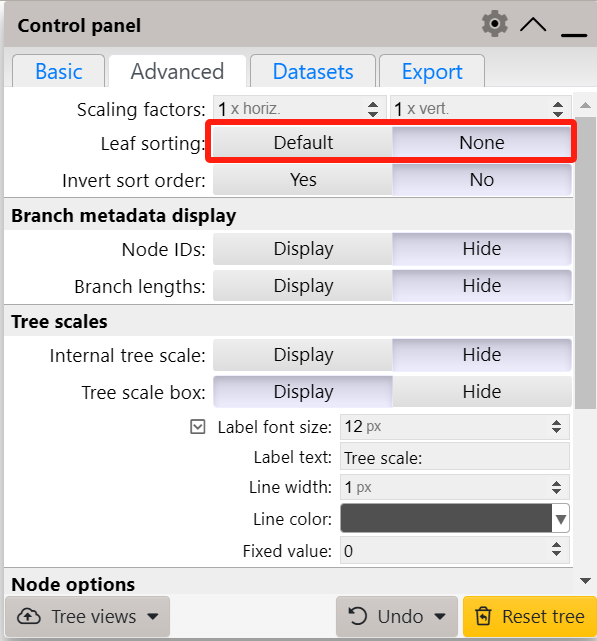 Control panel
Basic Advanced Datasets Export
Scaling factors: 1 x horiz. 1 x vert.
Leaf sorting: Default None
Invert sort order: Yes No
Branch metadata display
Node IDs: Display Hide
Branch lengths: Display Hide
Tree scales
Internal tree scale: Display Hide
Tree scale box: Display Hide
Label font size: 12 px
Label text: Tree scale:
Line width: 1 px
Line color:
Fixed value: 0
Node options
Tree views Undo Reset tree